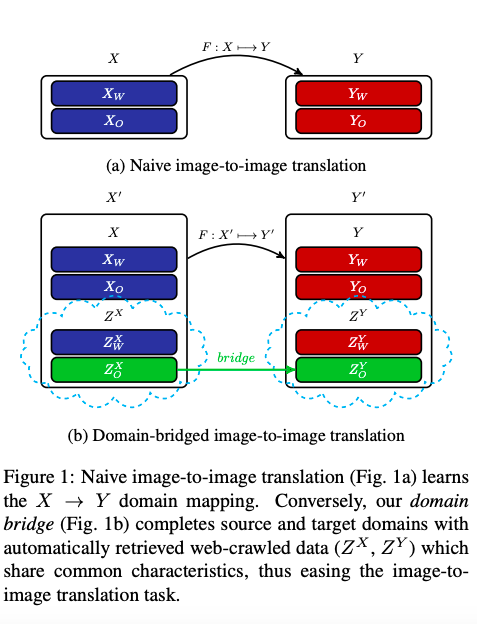 X
F : X ⟼ Y
Y
X_W
Y_W
X_O
Y_O
(a) Naive image-to-image translation
X′
Y′
X
F : X′ ⟼ Y′
Y
X_W
Y_W
X_O
Y_O
Z^X
Z^Y
Z^X_W
Z^Y_W
bridge
Z^X_O
Z^Y_O
(b) Domain-bridged image-to-image translation
Figure 1: Naive image-to-image translation (Fig. 1a) learns
the X → Y domain mapping. Conversely, our domain
bridge (Fig. 1b) completes source and target domains with
automatically retrieved web-crawled data (Z^X, Z^Y) which
share common characteristics, thus easing the image-to-
image translation task.